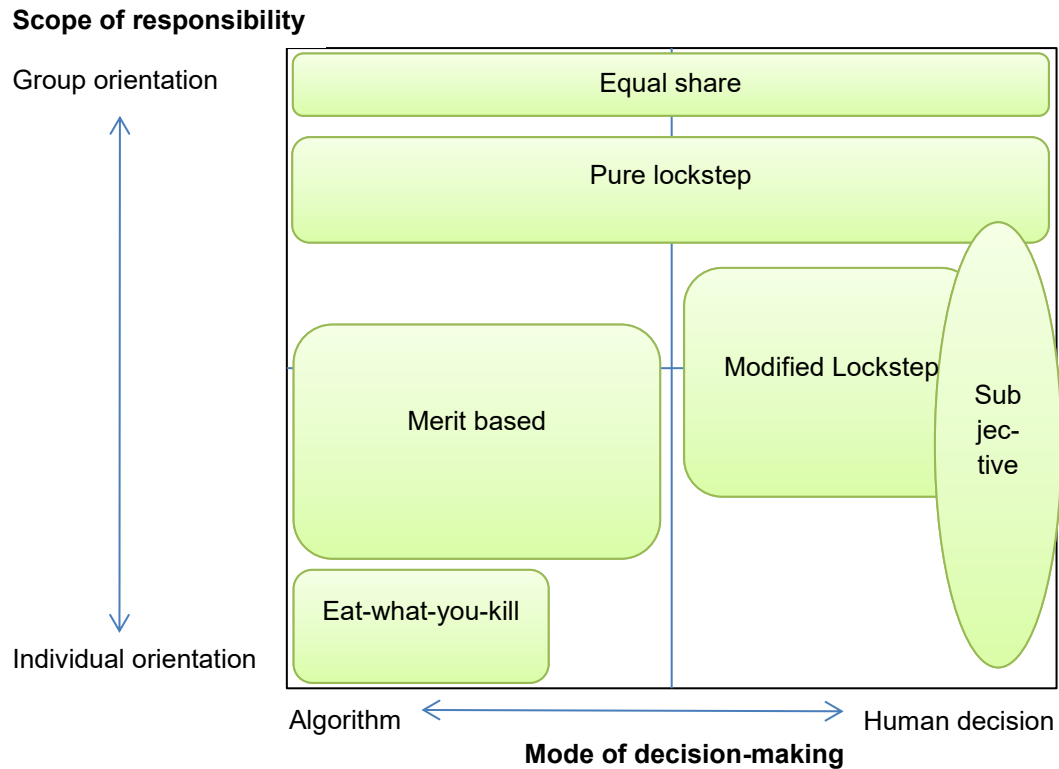 Scope of responsibility
Group orientation
Equal share
Pure lockstep
Modified Lockstep
Merit based
Sub
jec-
tive
Eat-what-you-kill
Individual orientation
Algorithm
Human decision
Mode of decision-making